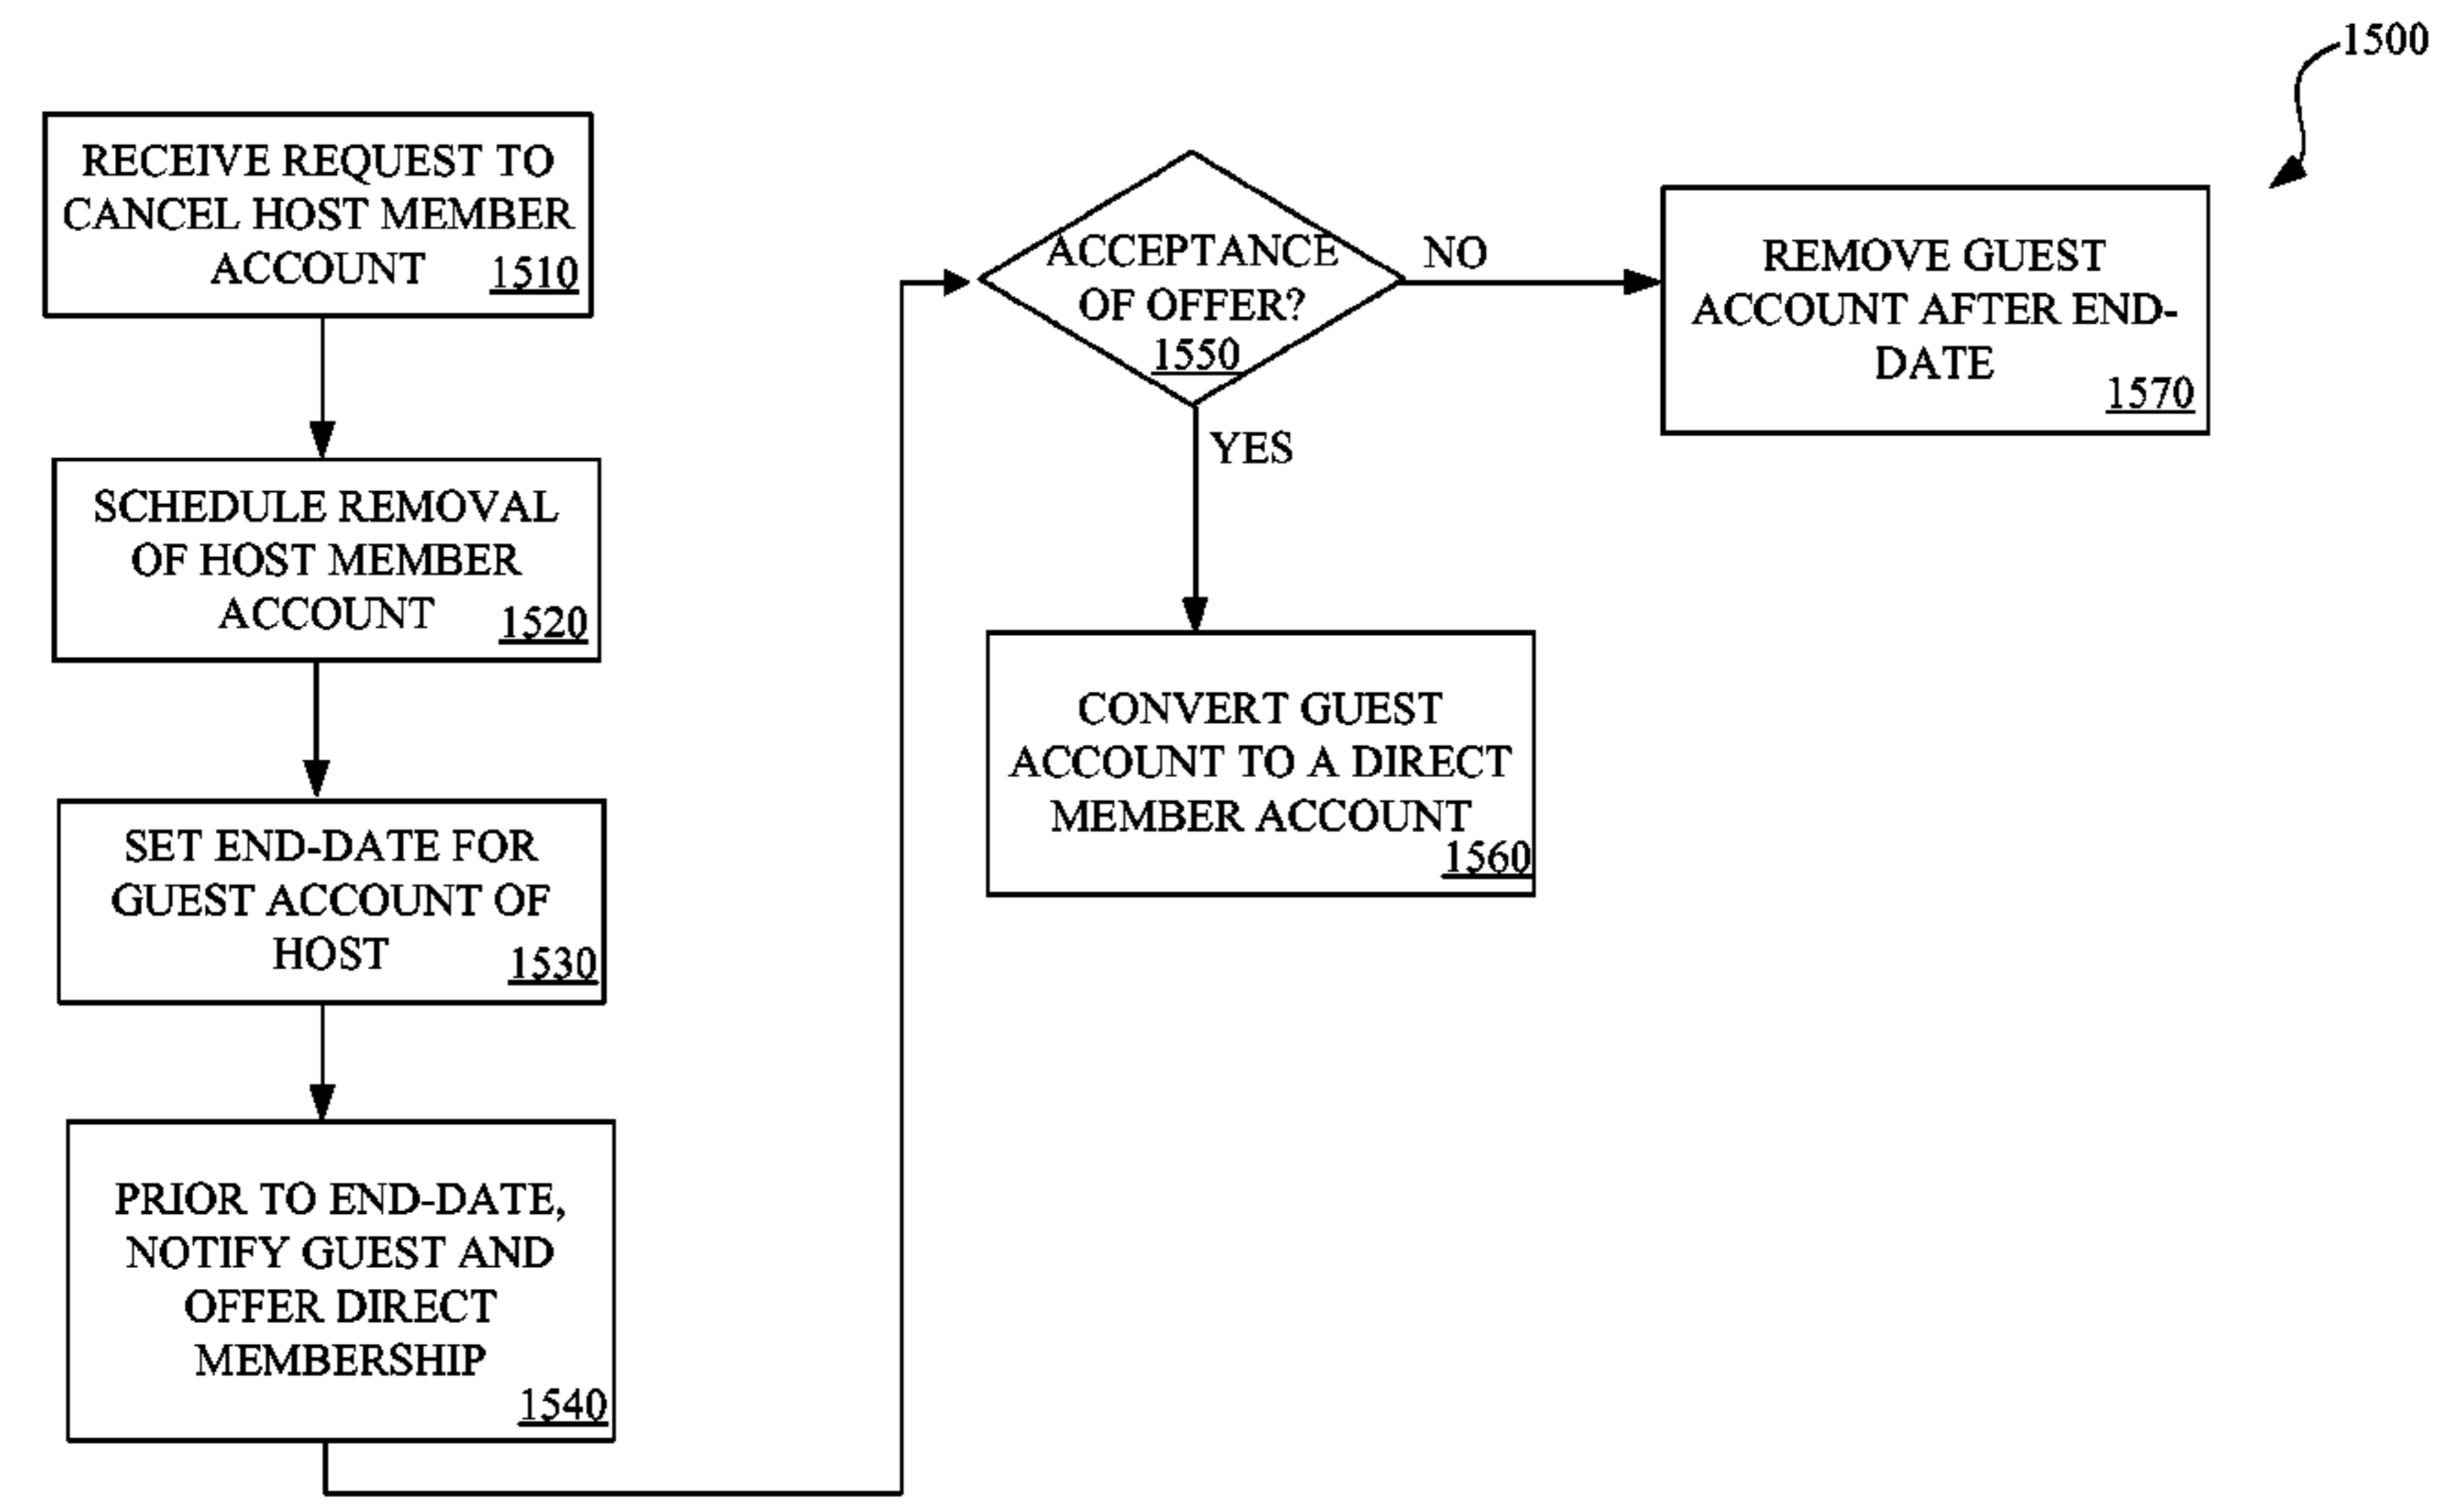 1500
RECEIVE REQUEST TO
CANCEL HOST MEMBER
ACCOUNT 1510
SCHEDULE REMOVAL
OF HOST MEMBER
ACCOUNT 1520
SET END-DATE FOR
GUEST ACCOUNT OF
HOST 1530
PRIOR TO END-DATE,
NOTIFY GUEST AND
OFFER DIRECT
MEMBERSHIP
1540
ACCEPTANCE
OF OFFER?
1550
NO
YES
CONVERT GUEST
ACCOUNT TO A DIRECT
MEMBER ACCOUNT
1560
REMOVE GUEST
ACCOUNT AFTER END-
DATE
1570